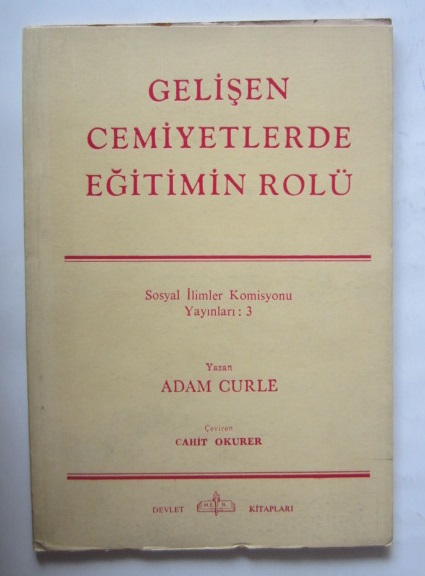 GELİŞEN
CEMİYETLERDE
EĞİTİMİN ROLÜ
Sosyal İlimler Komisyonu
Yayınları : 3
Yazan
ADAM CURLE
Çeviren
CAHİT OKURER
DEVLET KİTAPLARI